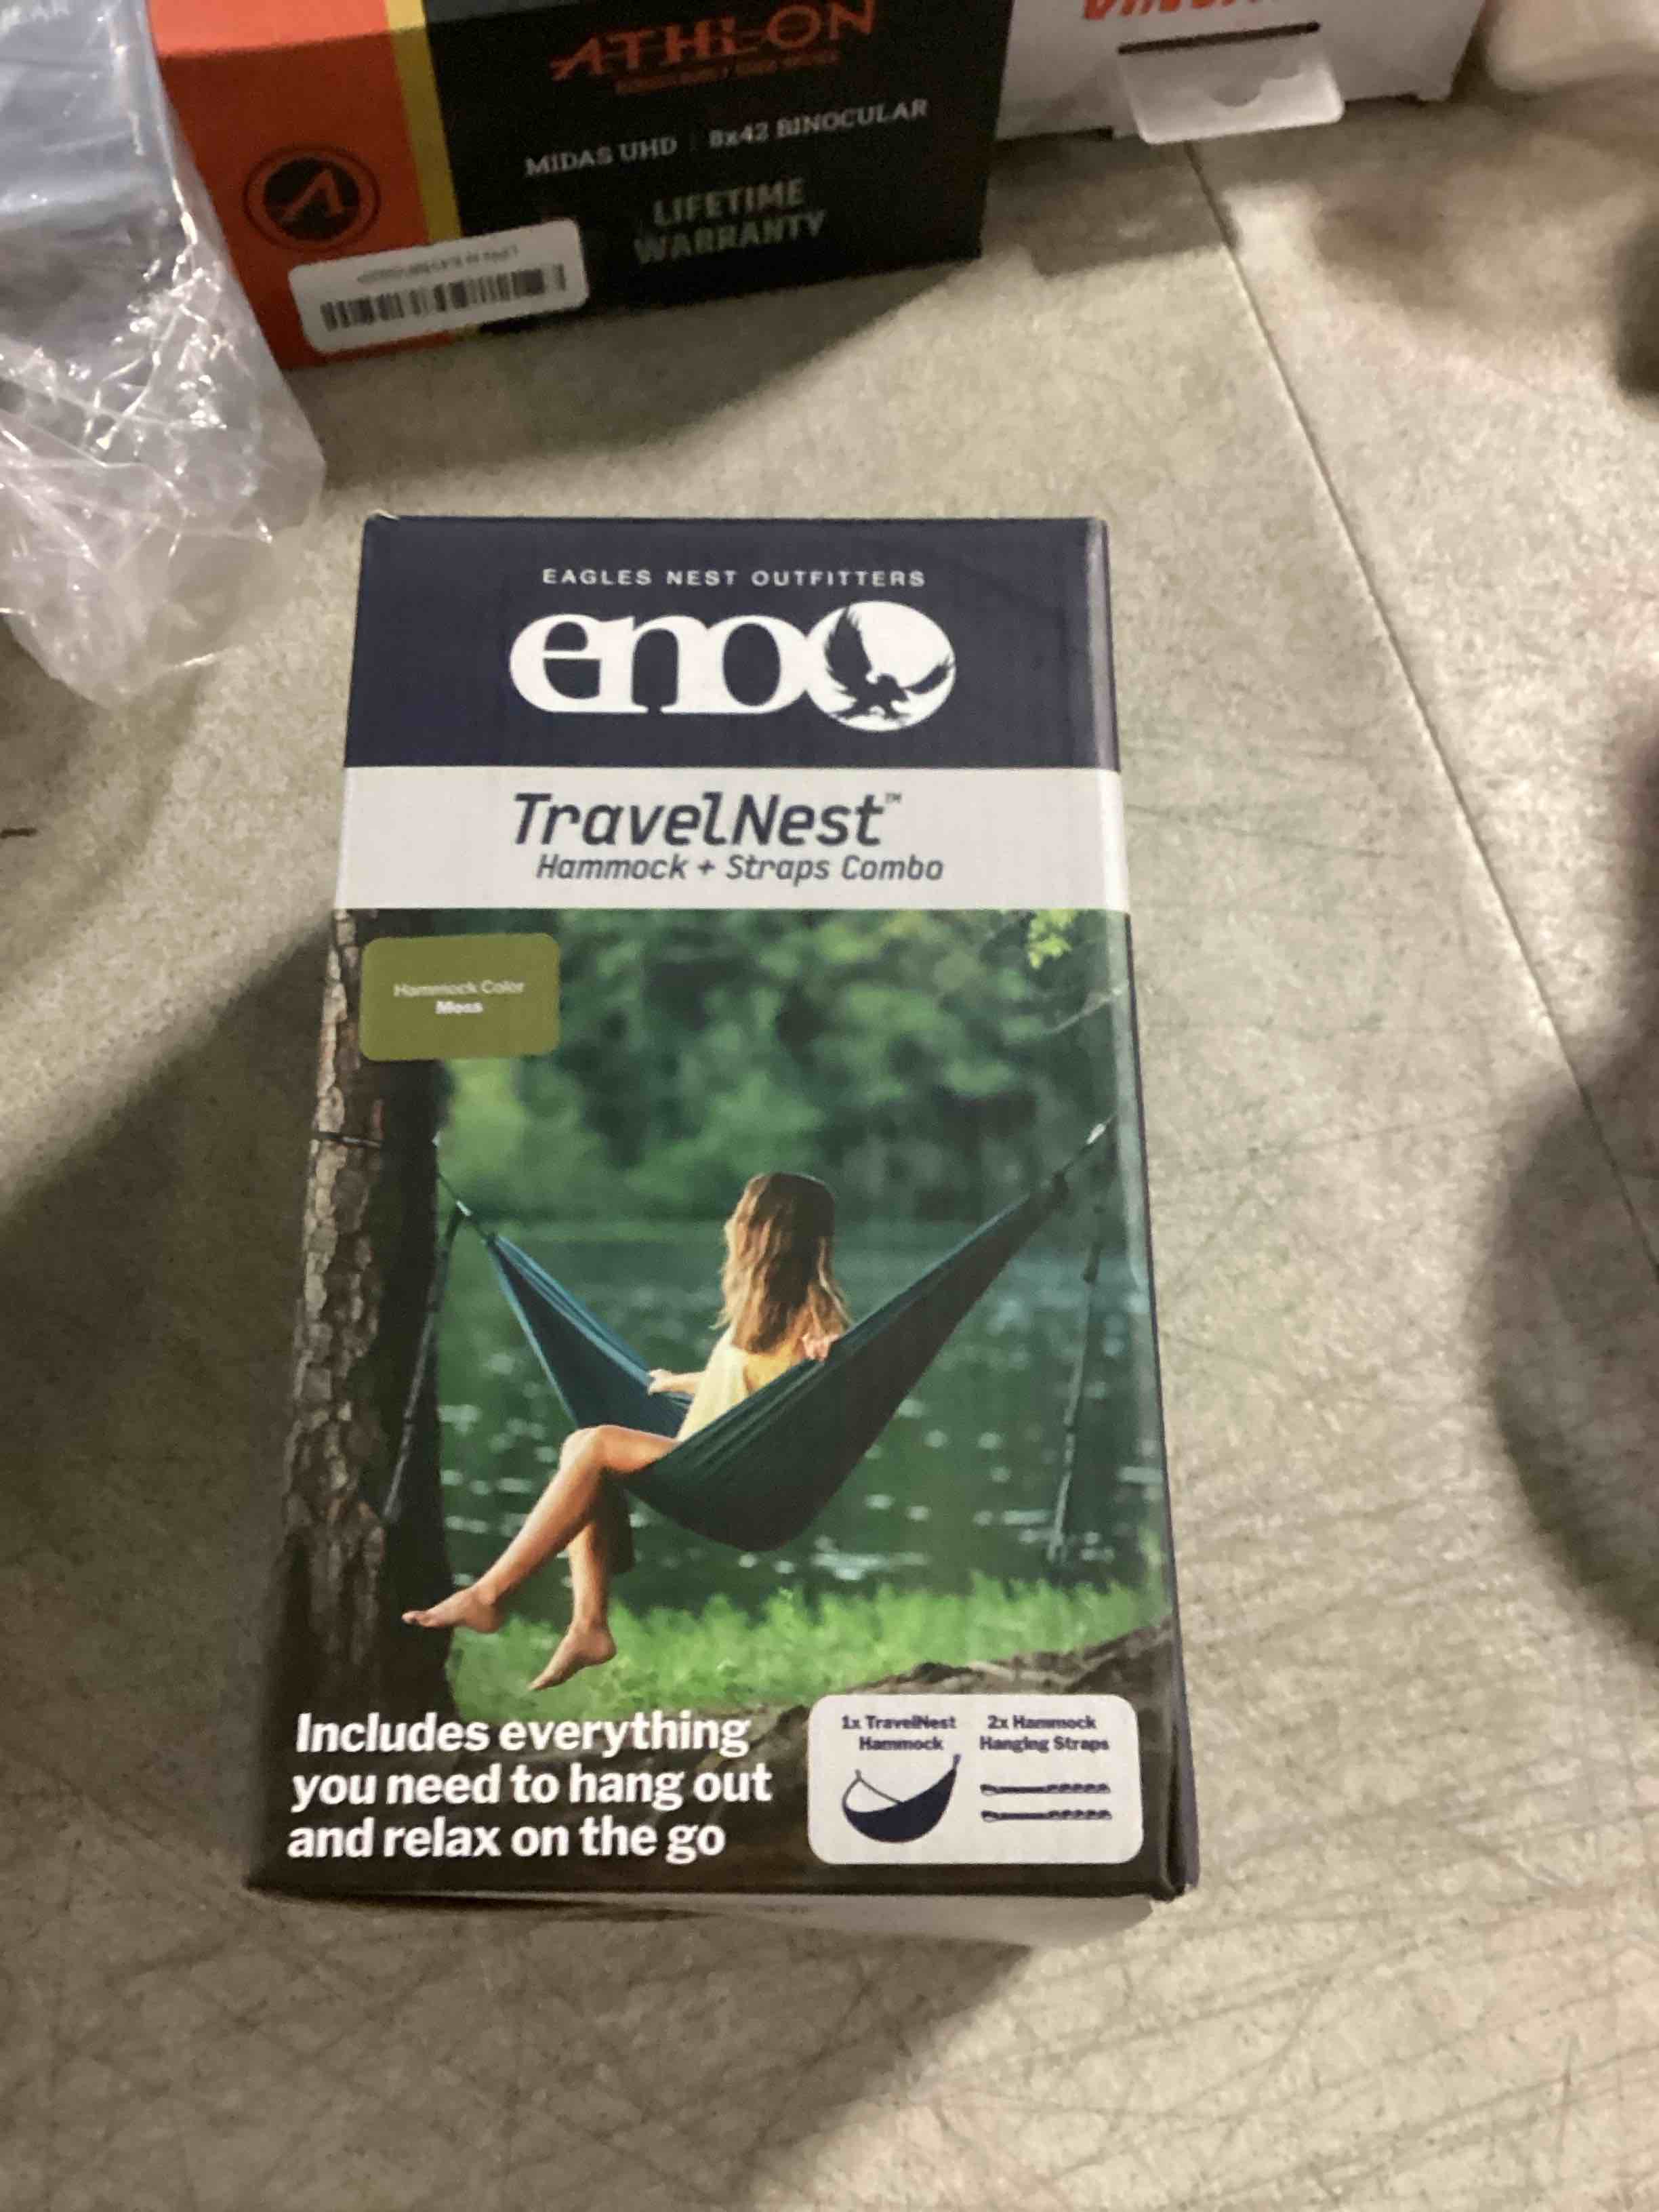 ATHLON
MIDAS UHD | 8x42 BINOCULAR
LIFETIME
WARRANTY
EAGLES NEST OUTFITTERS
eno
TravelNest™
Hammock + Straps Combo
Hammock Color
Moss
Includes everything
you need to hang out
and relax on the go
1x TravelNest
Hammock
2x Hammock
Hanging Straps